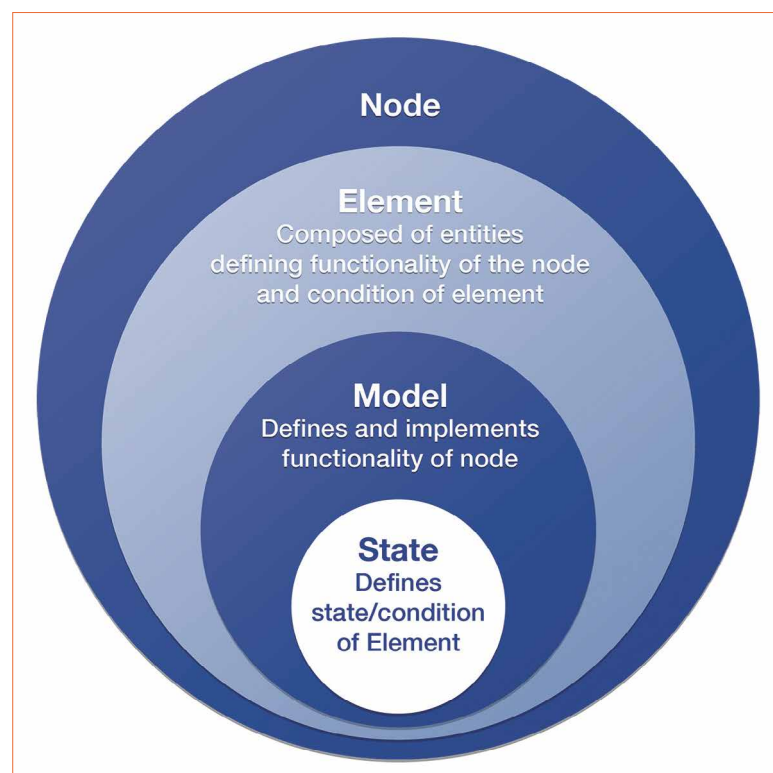 Node
Element
Composed of entities
defining functionality of the node
and condition of element
Model
Defines and implements
functionality of node
State
Defines
state/condition
of Element